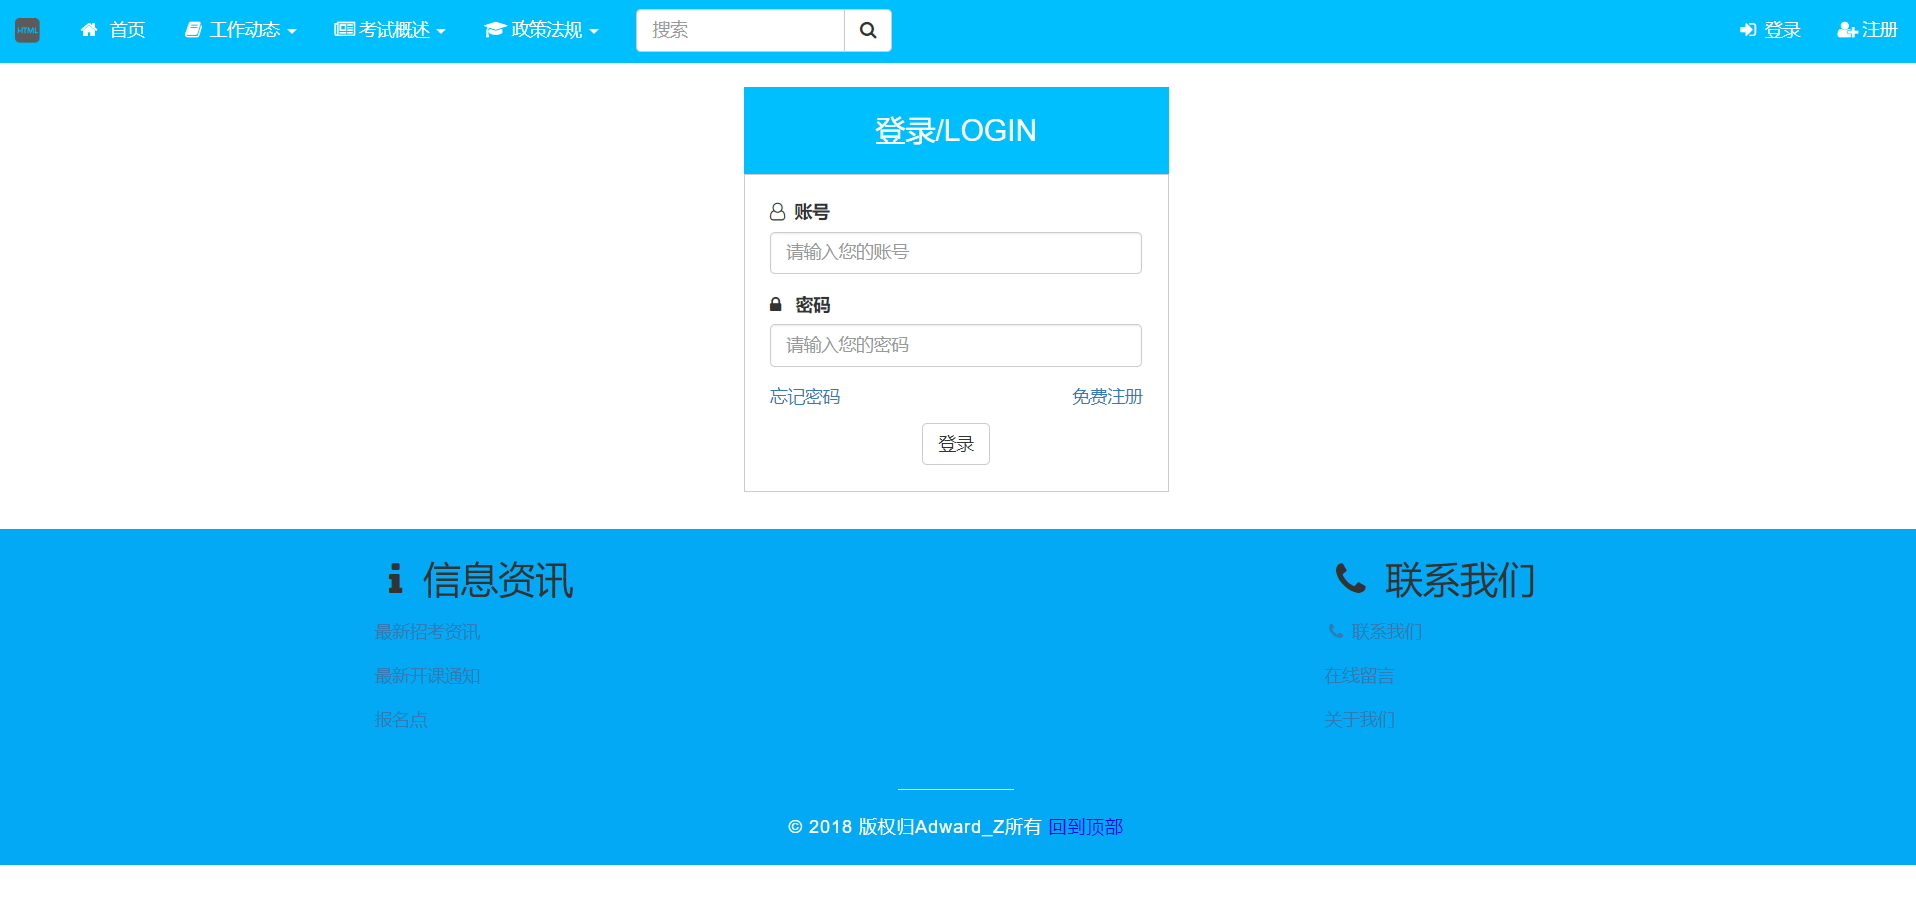 HTML 首页 工作动态 考试概述 政策法规 搜索 登录 注册
登录/LOGIN
账号
请输入您的账号
密码
请输入您的密码
忘记密码 免费注册
登录
信息资讯 联系我们
最新招考资讯 联系我们
最新开课通知 在线留言
报名点 关于我们
© 2018 版权归Adward_Z所有 回到顶部